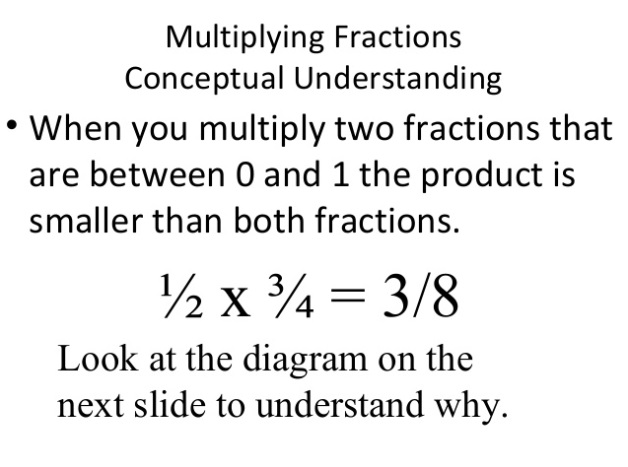 Multiplying Fractions
Conceptual Understanding
• When you multiply two fractions that
are between 0 and 1 the product is
smaller than both fractions.
½ x ¾ = 3/8
Look at the diagram on the
next slide to understand why.